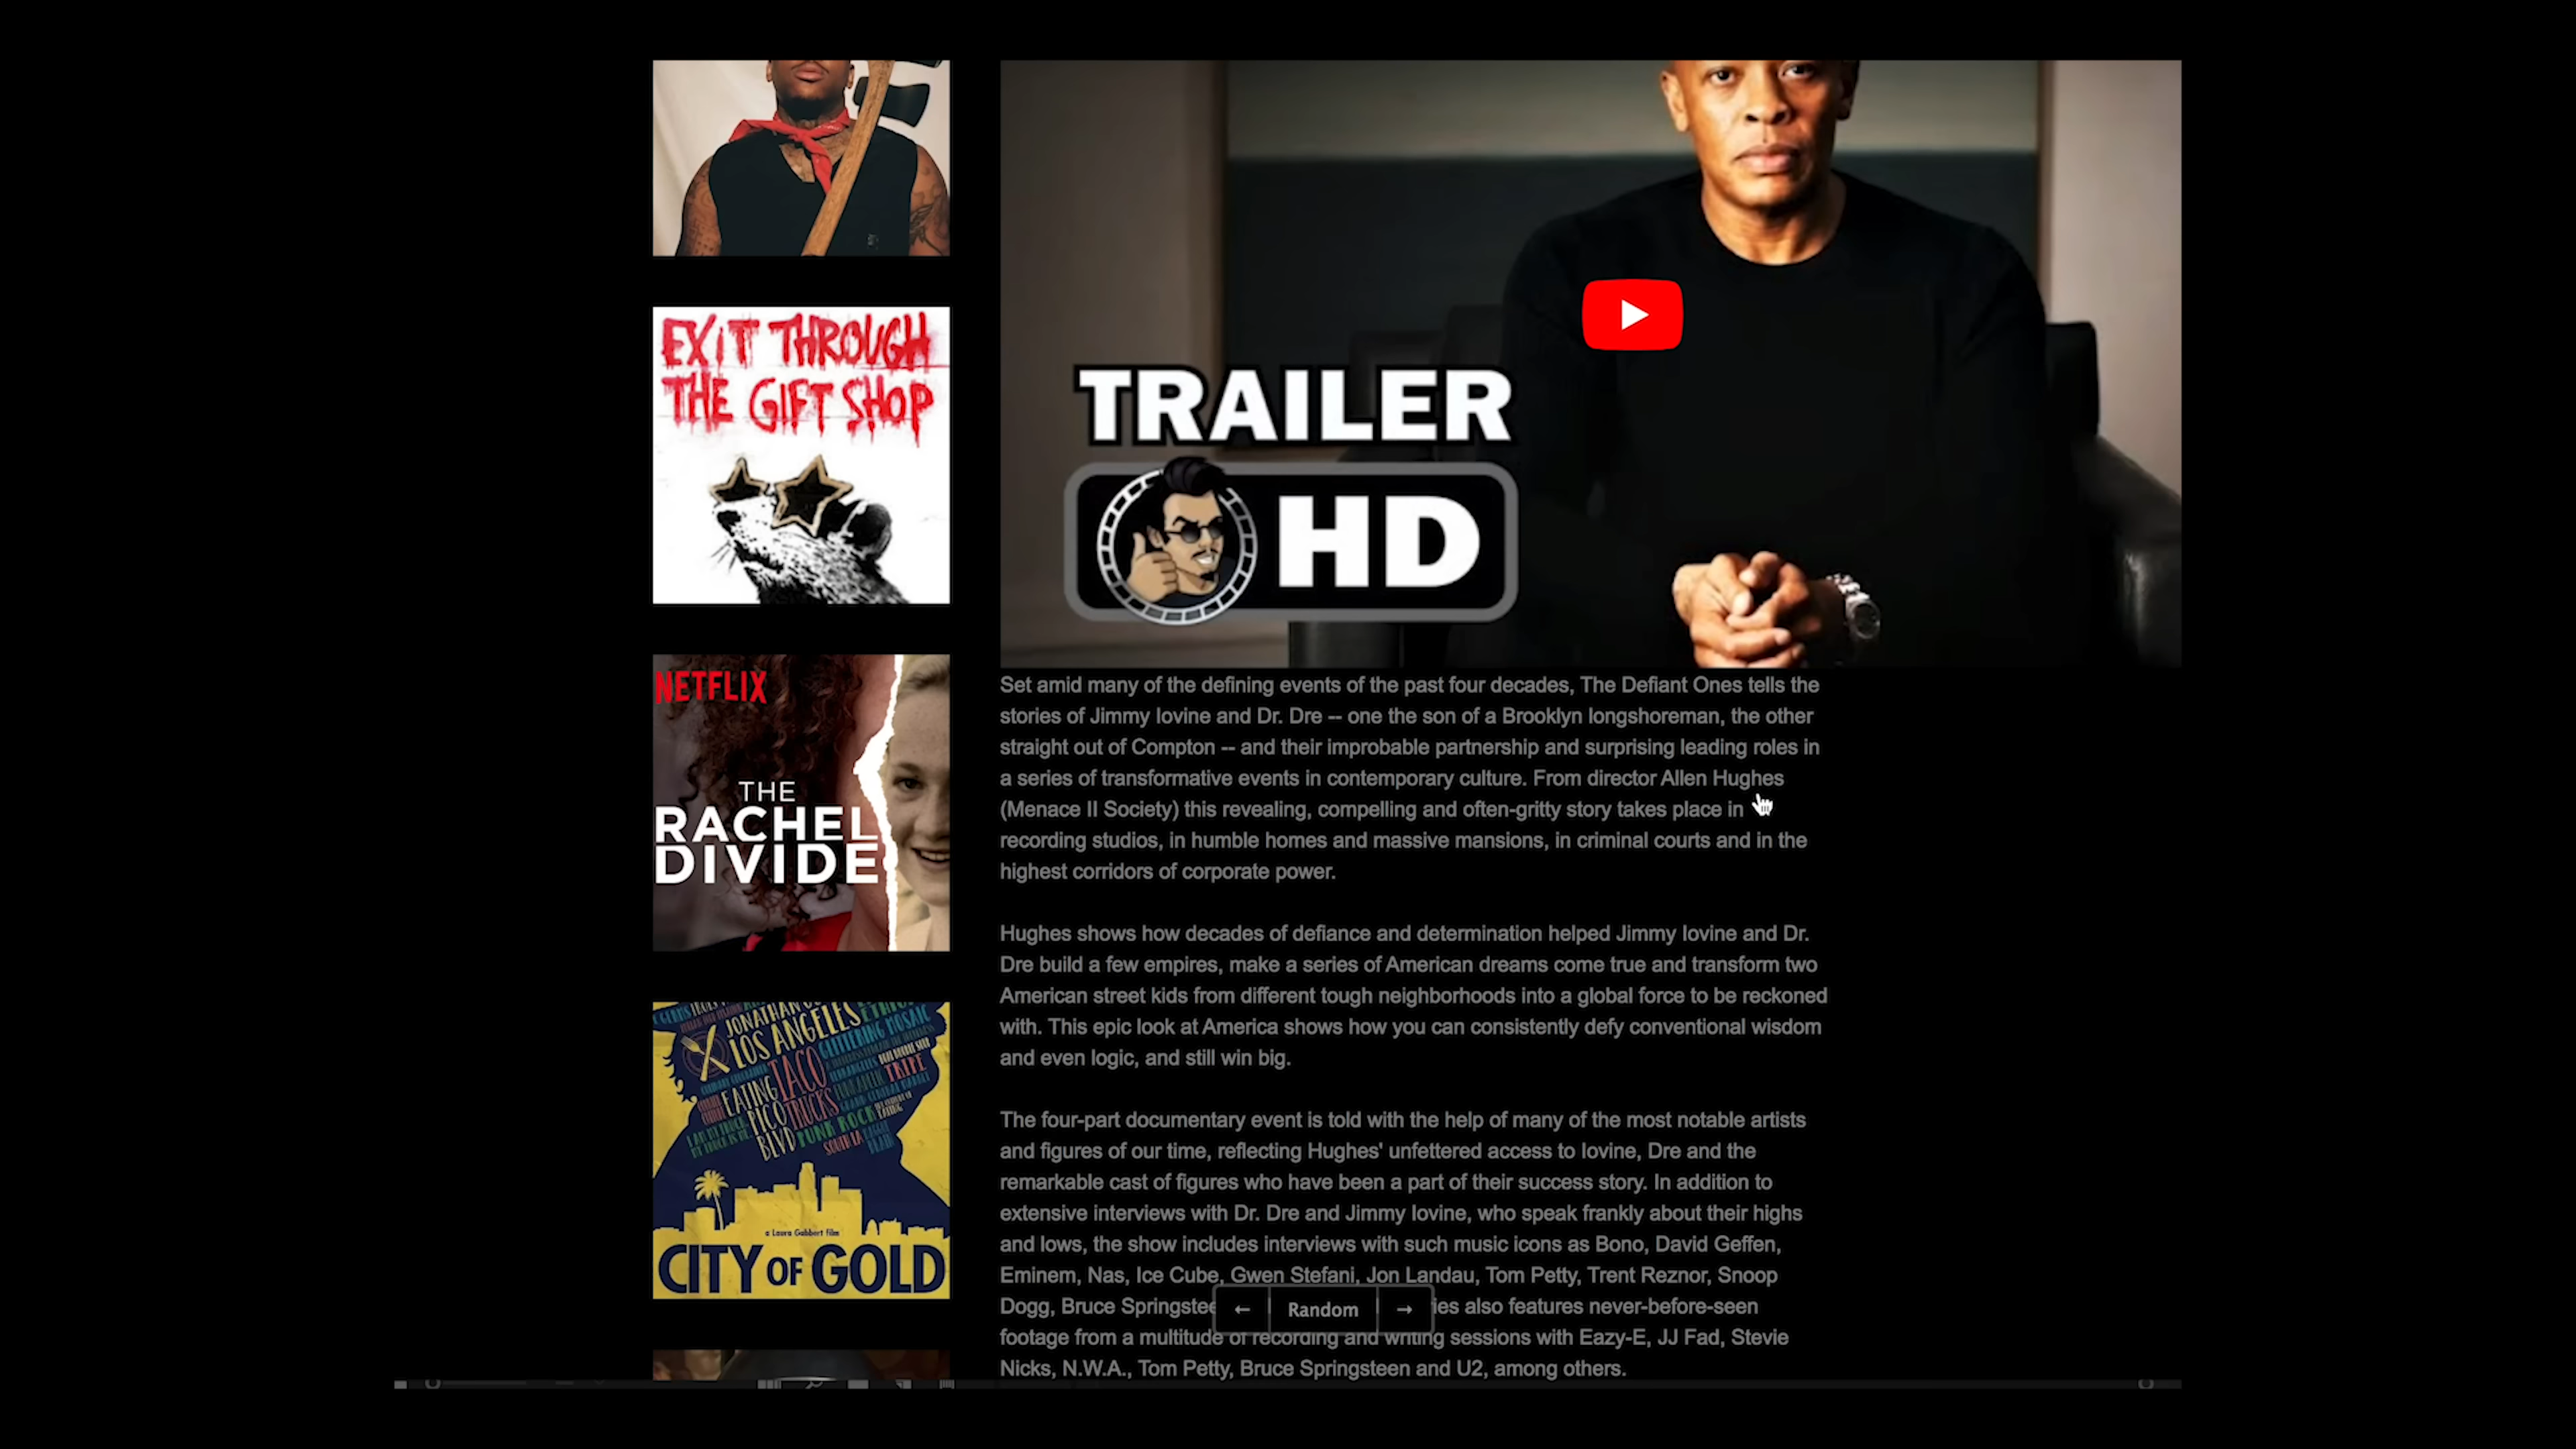 EXIT THROUGH
THE GIFT SHOP
NETFLIX
THE
RACHEL
DIVIDE
JONATHAN
LOS ANGELES
GLITTERING MOSAIC
EATING TACO
PICO TRUCKS
TRIPE
BLVD PUNK ROCK
SOUTH LA
a Laura Gabbert film
CITY OF GOLD
TRAILER
HD
Set amid many of the defining events of the past four decades, The Defiant Ones tells the
stories of Jimmy Iovine and Dr. Dre -- one the son of a Brooklyn longshoreman, the other
straight out of Compton -- and their improbable partnership and surprising leading roles in
a series of transformative events in contemporary culture. From director Allen Hughes
(Menace II Society) this revealing, compelling and often-gritty story takes place in
recording studios, in humble homes and massive mansions, in criminal courts and in the
highest corridors of corporate power.
Hughes shows how decades of defiance and determination helped Jimmy Iovine and Dr.
Dre build a few empires, make a series of American dreams come true and transform two
American street kids from different tough neighborhoods into a global force to be reckoned
with. This epic look at America shows how you can consistently defy conventional wisdom
and even logic, and still win big.
The four-part documentary event is told with the help of many of the most notable artists
and figures of our time, reflecting Hughes' unfettered access to Iovine, Dre and the
remarkable cast of figures who have been a part of their success story. In addition to
extensive interviews with Dr. Dre and Jimmy Iovine, who speak frankly about their highs
and lows, the show includes interviews with such music icons as Bono, David Geffen,
Eminem, Nas, Ice Cube, Gwen Stefani, Jon Landau, Tom Petty, Trent Reznor, Snoop
Dogg, Bruce Springstee ies also features never-before-seen
← Random →
footage from a multitude of recording and writing sessions with Eazy-E, JJ Fad, Stevie
Nicks, N.W.A., Tom Petty, Bruce Springsteen and U2, among others.